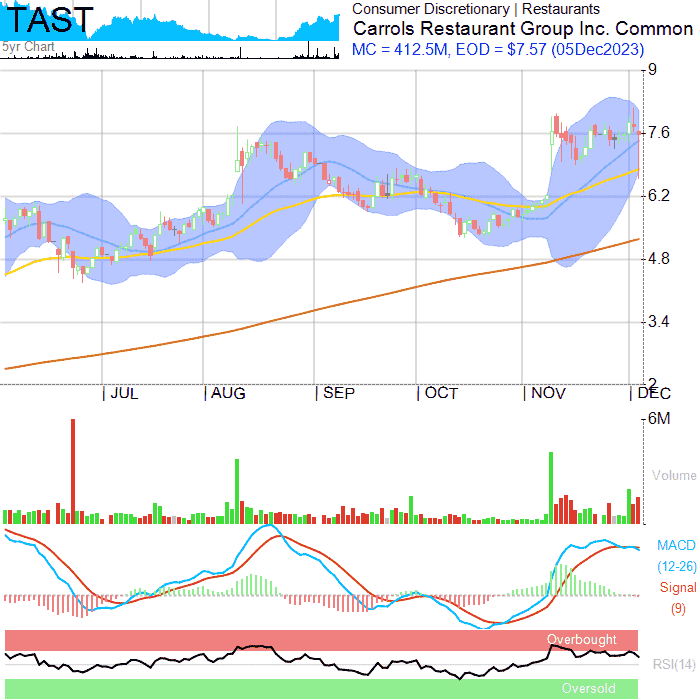 TAST
5yr Chart
Consumer Discretionary | Restaurants
Carrols Restaurant Group Inc. Common
MC = 412.5M, EOD = $7.57 (05Dec2023)
9
7.6
6.2
4.8
3.4
2
JUL AUG SEP OCT NOV DEC
6M
Volume
MACD
(12-26)
Signal
(9)
Overbought
RSI(14)
Oversold